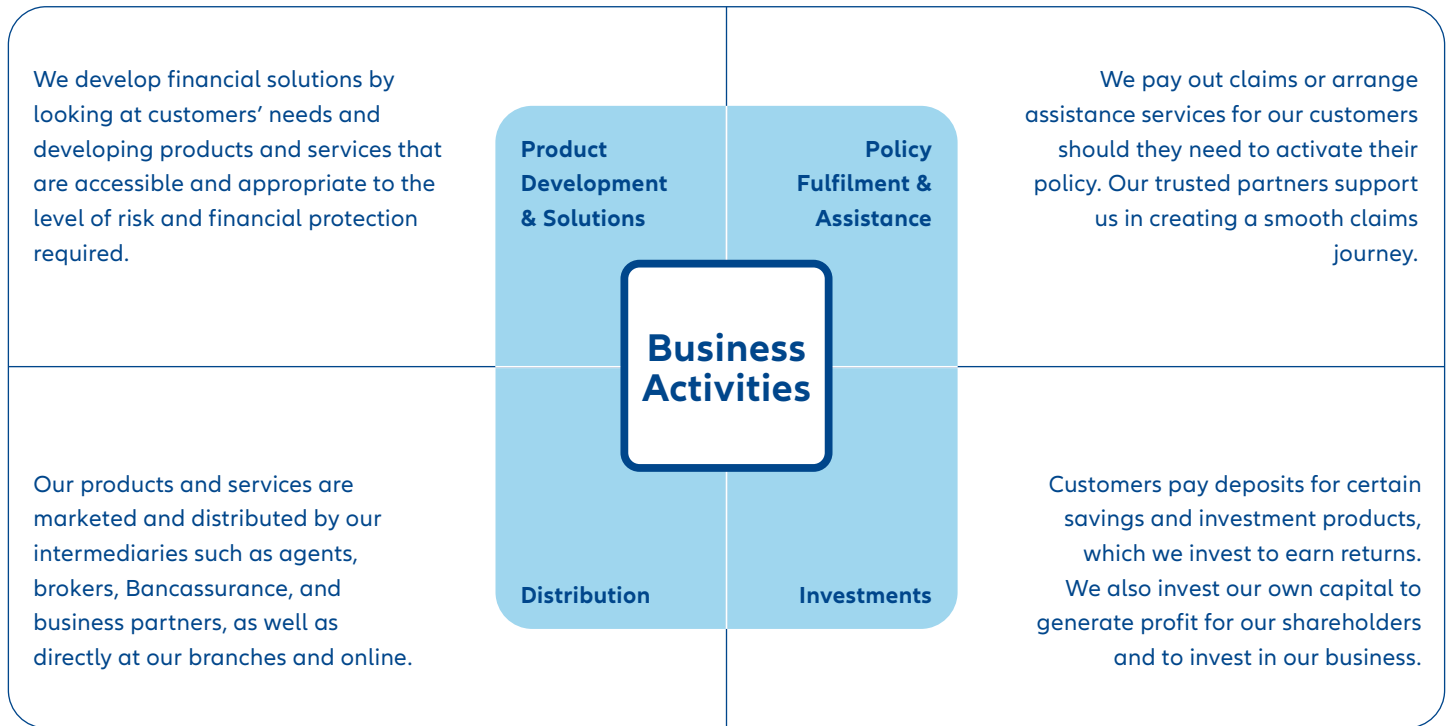 We develop financial solutions by
looking at customers’ needs and
developing products and services that
are accessible and appropriate to the
level of risk and financial protection
required.
Product
Development
& Solutions
Policy
Fulfilment &
Assistance
We pay out claims or arrange
assistance services for our customers
should they need to activate their
policy. Our trusted partners support
us in creating a smooth claims
journey.
Business
Activities
Our products and services are
marketed and distributed by our
intermediaries such as agents,
brokers, Bancassurance, and
business partners, as well as
directly at our branches and online.
Distribution
Investments
Customers pay deposits for certain
savings and investment products,
which we invest to earn returns.
We also invest our own capital to
generate profit for our shareholders
and to invest in our business.